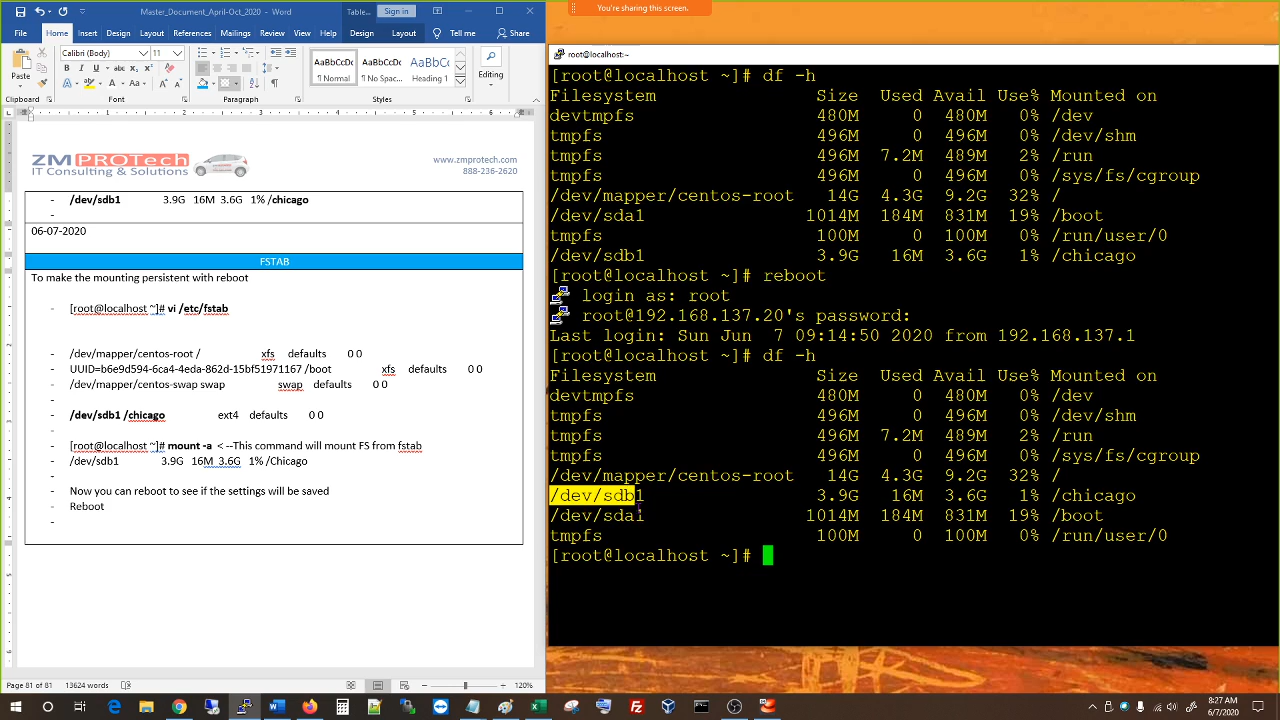 You're sharing this screen.
Master_Document_April-Oct_2020 - Word
Table...
Sign in
File Home Insert Design Layout Design Layout Tell me Share
Paste
Calibri (Body) 11
AaBbCcDc AaBbCcDc AaBbCc
¶ Normal ¶ No Spac... Heading 1
Editing
Clipboard Font Paragraph Styles
ZM PROTech
IT Consulting & Solutions
www.zmprotech.com
888-236-2620
- /dev/sdb1 3.9G 16M 3.6G 1% /chicago
-
06-07-2020
FSTAB
To make the mounting persistent with reboot
- [root@localhost ~]# vi /etc/fstab
- /dev/mapper/centos-root / xfs defaults 0 0
- UUID=b6e9d594-6ca4-4eda-862d-15bf51971167 /boot xfs defaults 0 0
- /dev/mapper/centos-swap swap swap defaults 0 0
-
- /dev/sdb1 /chicago ext4 defaults 0 0
-
- [root@localhost ~]# mount -a < --This command will mount FS from fstab
- /dev/sdb1 3.9G 16M 3.6G 1% /Chicago
-
- Now you can reboot to see if the settings will be saved
- Reboot
-
Page 81 of 81 13624 words 120%
root@localhost:~
[root@localhost ~]# df -h
Filesystem Size Used Avail Use% Mounted on
devtmpfs 480M 0 480M 0% /dev
tmpfs 496M 0 496M 0% /dev/shm
tmpfs 496M 7.2M 489M 2% /run
tmpfs 496M 0 496M 0% /sys/fs/cgroup
/dev/mapper/centos-root 14G 4.3G 9.2G 32% /
/dev/sda1 1014M 184M 831M 19% /boot
tmpfs 100M 0 100M 0% /run/user/0
/dev/sdb1 3.9G 16M 3.6G 1% /chicago
[root@localhost ~]# reboot
login as: root
root@192.168.137.20's password:
Last login: Sun Jun 7 09:14:50 2020 from 192.168.137.1
[root@localhost ~]# df -h
Filesystem Size Used Avail Use% Mounted on
devtmpfs 480M 0 480M 0% /dev
tmpfs 496M 0 496M 0% /dev/shm
tmpfs 496M 7.2M 489M 2% /run
tmpfs 496M 0 496M 0% /sys/fs/cgroup
/dev/mapper/centos-root 14G 4.3G 9.2G 32% /
/dev/sdb1 3.9G 16M 3.6G 1% /chicago
/dev/sda1 1014M 184M 831M 19% /boot
tmpfs 100M 0 100M 0% /run/user/0
[root@localhost ~]#
8:27 AM
6/7/2020